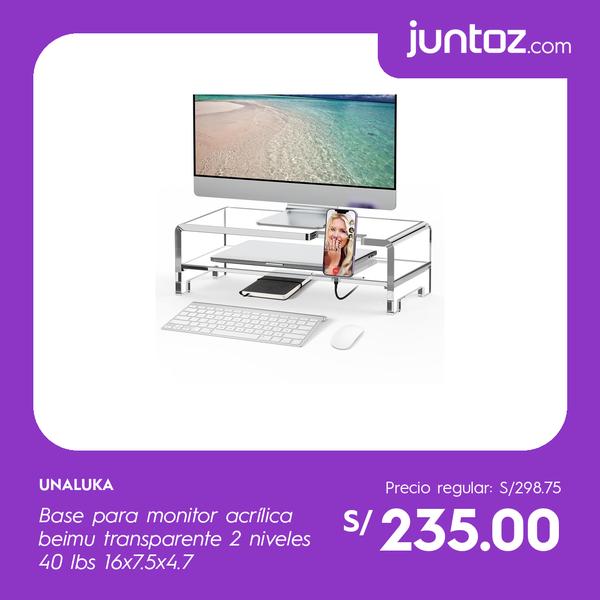 juntoz.com
UNALUKA
Base para monitor acrílica
beimu transparente 2 niveles
40 lbs 16x7.5x4.7
Precio regular: S/298.75
S/ 235.00